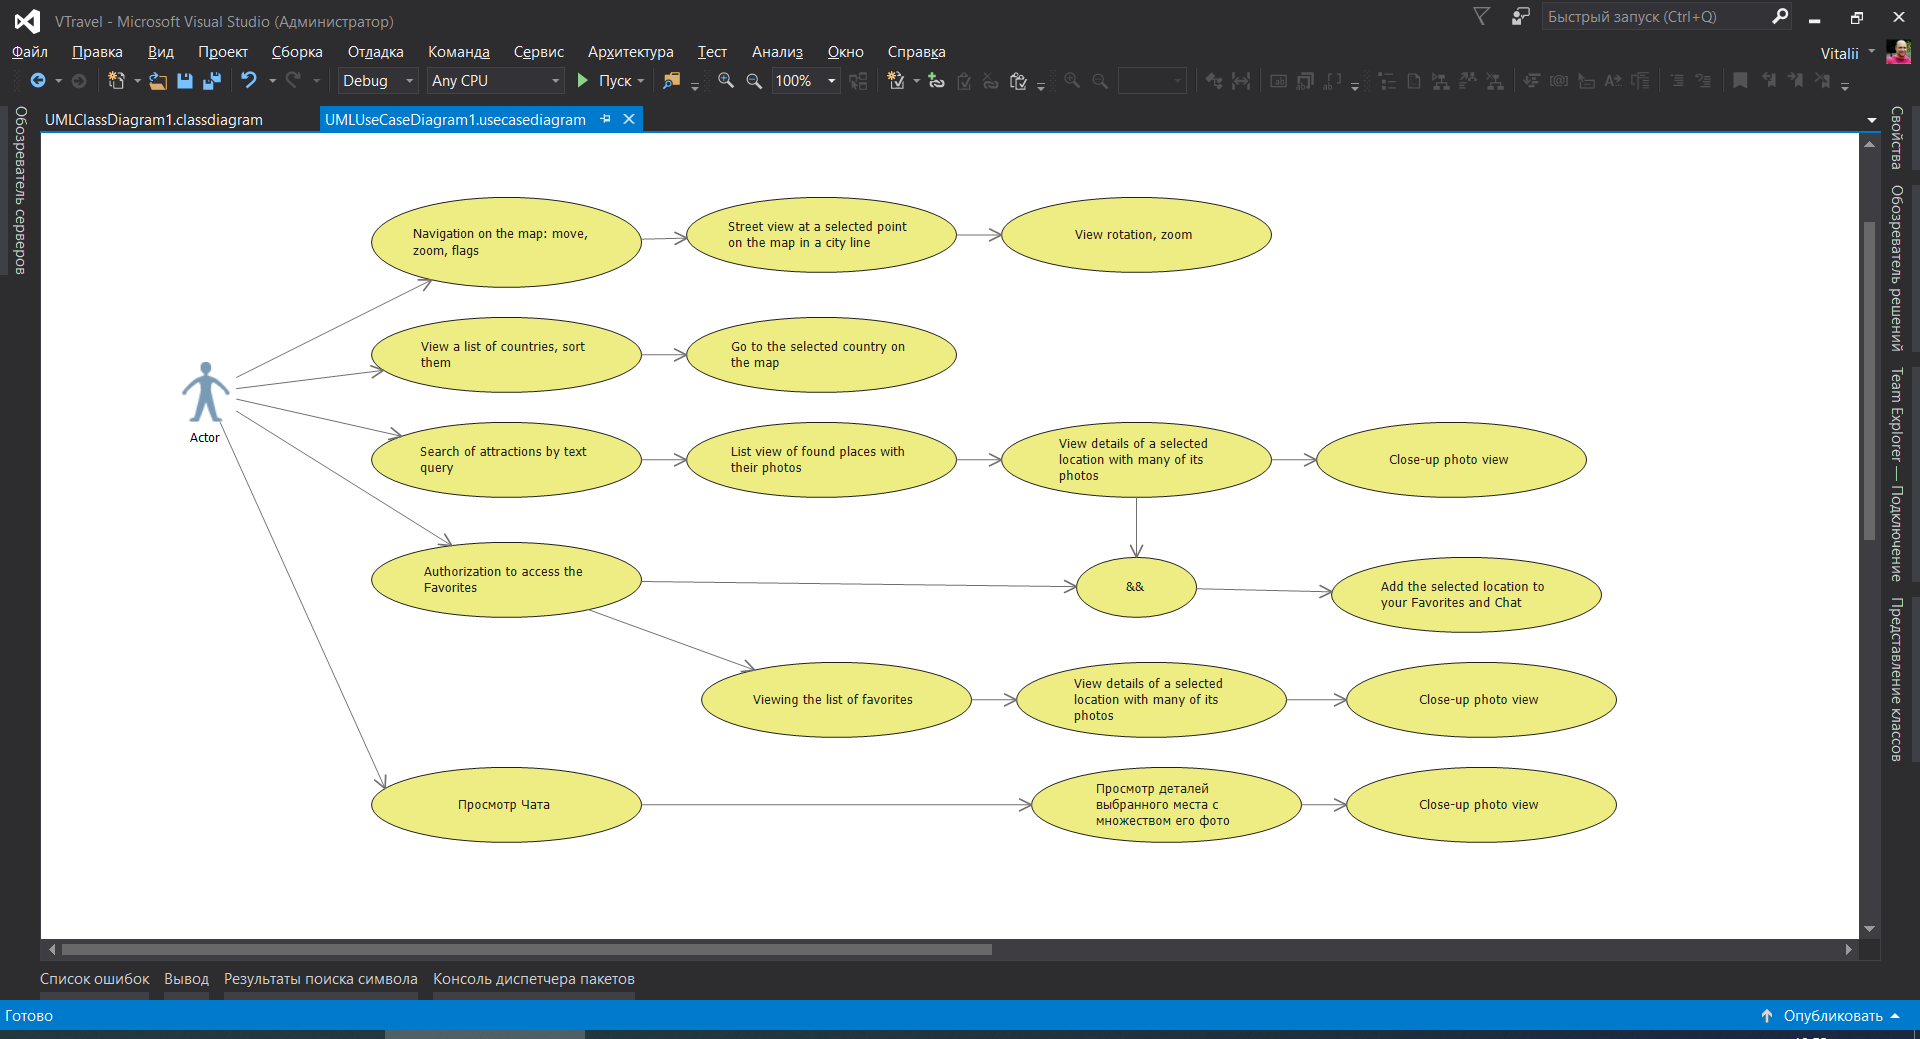 VTravel - Microsoft Visual Studio (Администратор)
Быстрый запуск (Ctrl+Q)
Файл Правка Вид Проект Сборка Отладка Команда Сервис Архитектура Тест Анализ Окно Справка
Vitalii
Debug Any CPU Пуск 100%
UMLClassDiagram1.classdiagram
UMLUseCaseDiagram1.usecasediagram
Обозреватель серверов
Navigation on the map: move,
zoom, flags
Street view at a selected point
on the map in a city line
View rotation, zoom
View a list of countries, sort
them
Go to the selected country on
the map
Actor
Search of attractions by text
query
List view of found places with
their photos
View details of a selected
location with many of its
photos
Close-up photo view
Authorization to access the
Favorites
&&
Add the selected location to
your Favorites and Chat
Viewing the list of favorites
View details of a selected
location with many of its
photos
Close-up photo view
Просмотр Чата
Просмотр деталей
выбранного места с
множеством его фото
Close-up photo view
Свойства
Обозреватель решений
Team Explorer — Подключение
Представление классов
Список ошибок Вывод Результаты поиска символа Консоль диспетчера пакетов
Готово
Опубликовать